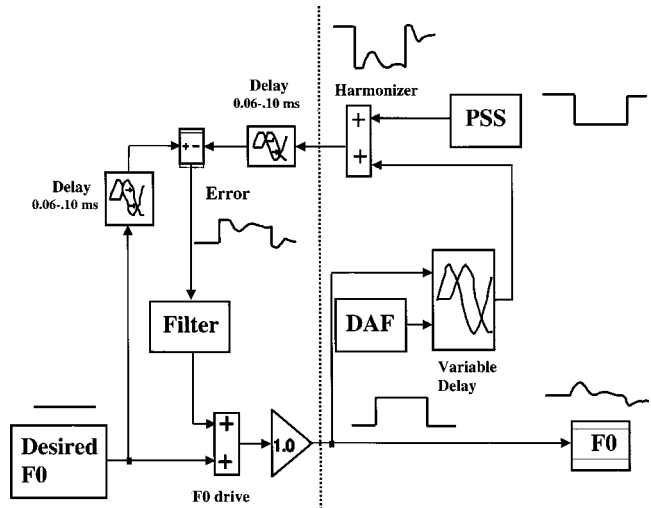 Delay
0.06-.10 ms
Harmonizer
+
+
PSS
+ -
Delay
0.06-.10 ms
Error
Filter
DAF
Variable
Delay
Desired
F0
+
+
1.0
F0
F0 drive